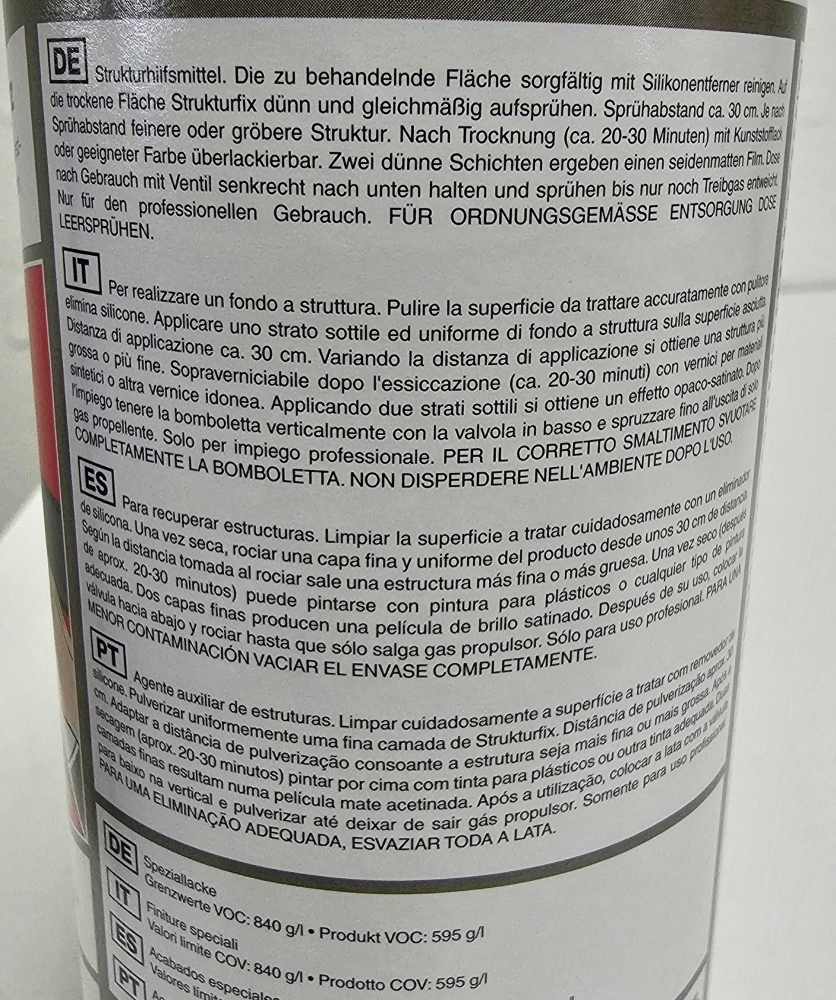 DE Strukturhilfsmittel. Die zu behandelnde Fläche sorgfältig mit Silikonentferner reinigen. Auf
die trockene Fläche Strukturfix dünn und gleichmäßig aufsprühen. Sprühabstand ca. 30 cm. Je nach
Sprühabstand feinere oder gröbere Struktur. Nach Trocknung (ca. 20-30 Minuten) mit Kunststofflack
oder geeigneter Farbe überlackierbar. Zwei dünne Schichten ergeben einen seidenmatten Film. Dose
nach Gebrauch mit Ventil senkrecht nach unten halten und sprühen bis nur noch Treibgas entweicht.
Nur für den professionellen Gebrauch. FÜR ORDNUNGSGEMÄSSE ENTSORGUNG DOSE
LEERSPRÜHEN.
IT Per realizzare un fondo a struttura. Pulire la superficie da trattare accuratamente con pulitore
elimina silicone. Applicare uno strato sottile ed uniforme di fondo a struttura sulla superficie asciutta.
Distanza di applicazione ca. 30 cm. Variando la distanza di applicazione si ottiene una struttura più
grossa o più fine. Sopraverniciabile dopo l'essiccazione (ca. 20-30 minuti) con vernici per materiali
sintetici o altra vernice idonea. Applicando due strati sottili si ottiene un effetto opaco-satinato. Dopo
l'impiego tenere la bomboletta verticalmente con la valvola in basso e spruzzare fino all'uscita di solo
gas propellente. Solo per impiego professionale. PER IL CORRETTO SMALTIMENTO SVUOTARE
COMPLETAMENTE LA BOMBOLETTA. NON DISPERDERE NELL'AMBIENTE DOPO L'USO.
ES Para recuperar estructuras. Limpiar la superficie a tratar cuidadosamente con un eliminador
de silicona. Una vez seca, rociar una capa fina y uniforme del producto desde unos 30 cm de distancia.
Según la distancia tomada al rociar sale una estructura más fina o más gruesa. Una vez seco (después
de aprox. 20-30 minutos) puede pintarse con pintura para plásticos o cualquier tipo de pintura
adecuada. Dos capas finas producen una película de brillo satinado. Después de su uso, colocar la
válvula hacia abajo y rociar hasta que sólo salga gas propulsor. Sólo para uso profesional. PARA UNA
MENOR CONTAMINACIÓN VACIAR EL ENVASE COMPLETAMENTE.
PT Agente auxiliar de estruturas. Limpar cuidadosamente a superfície a tratar com removedor de
silicone. Pulverizar uniformemente uma fina camada de Strukturfix. Distância de pulverização aprox. 30
cm. Adaptar a distância de pulverização consoante a estrutura seja mais fina ou mais grossa. Após a
secagem (aprox. 20-30 minutos) pintar por cima com tinta para plásticos ou outra tinta adequada. Duas
camadas finas resultam numa película mate acetinada. Após a utilização, colocar a lata com a válvula
para baixo na vertical e pulverizar até deixar de sair gás propulsor. Somente para uso profissional.
PARA UMA ELIMINAÇÃO ADEQUADA, ESVAZIAR TODA A LATA.
DE Speziallacke
Grenzwerte VOC: 840 g/l • Produkt VOC: 595 g/l
IT Finiture speciali
Valori limite COV: 840 g/l • Prodotto COV: 595 g/l
ES Acabados especiales
Valores
PT